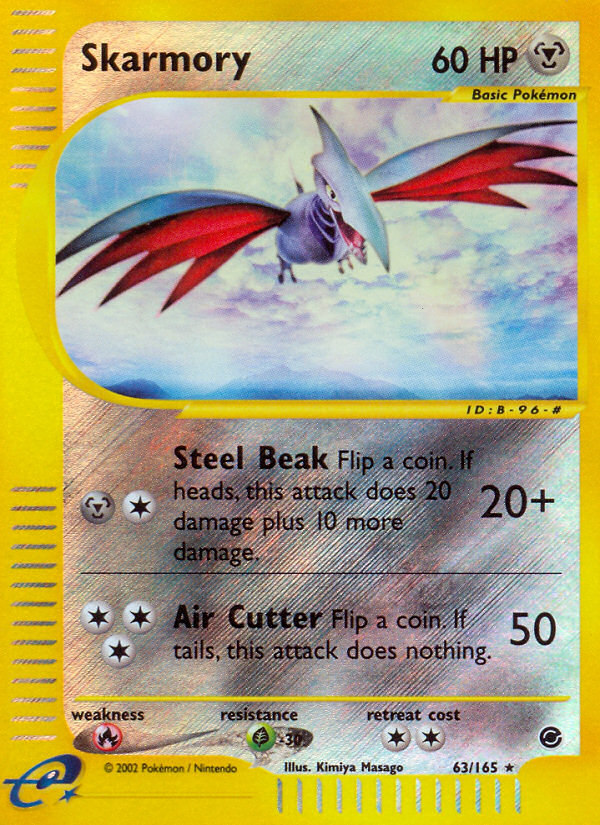 Skarmory 60 HP
Basic Pokémon
ID:B-96-#
Steel Beak Flip a coin. If
heads, this attack does 20
damage plus 10 more
damage.
20+
Air Cutter Flip a coin. If
tails, this attack does nothing.
50
weakness resistance retreat cost
-30
© 2002 Pokémon / Nintendo Illus. Kimiya Masago 63/165 ★
e